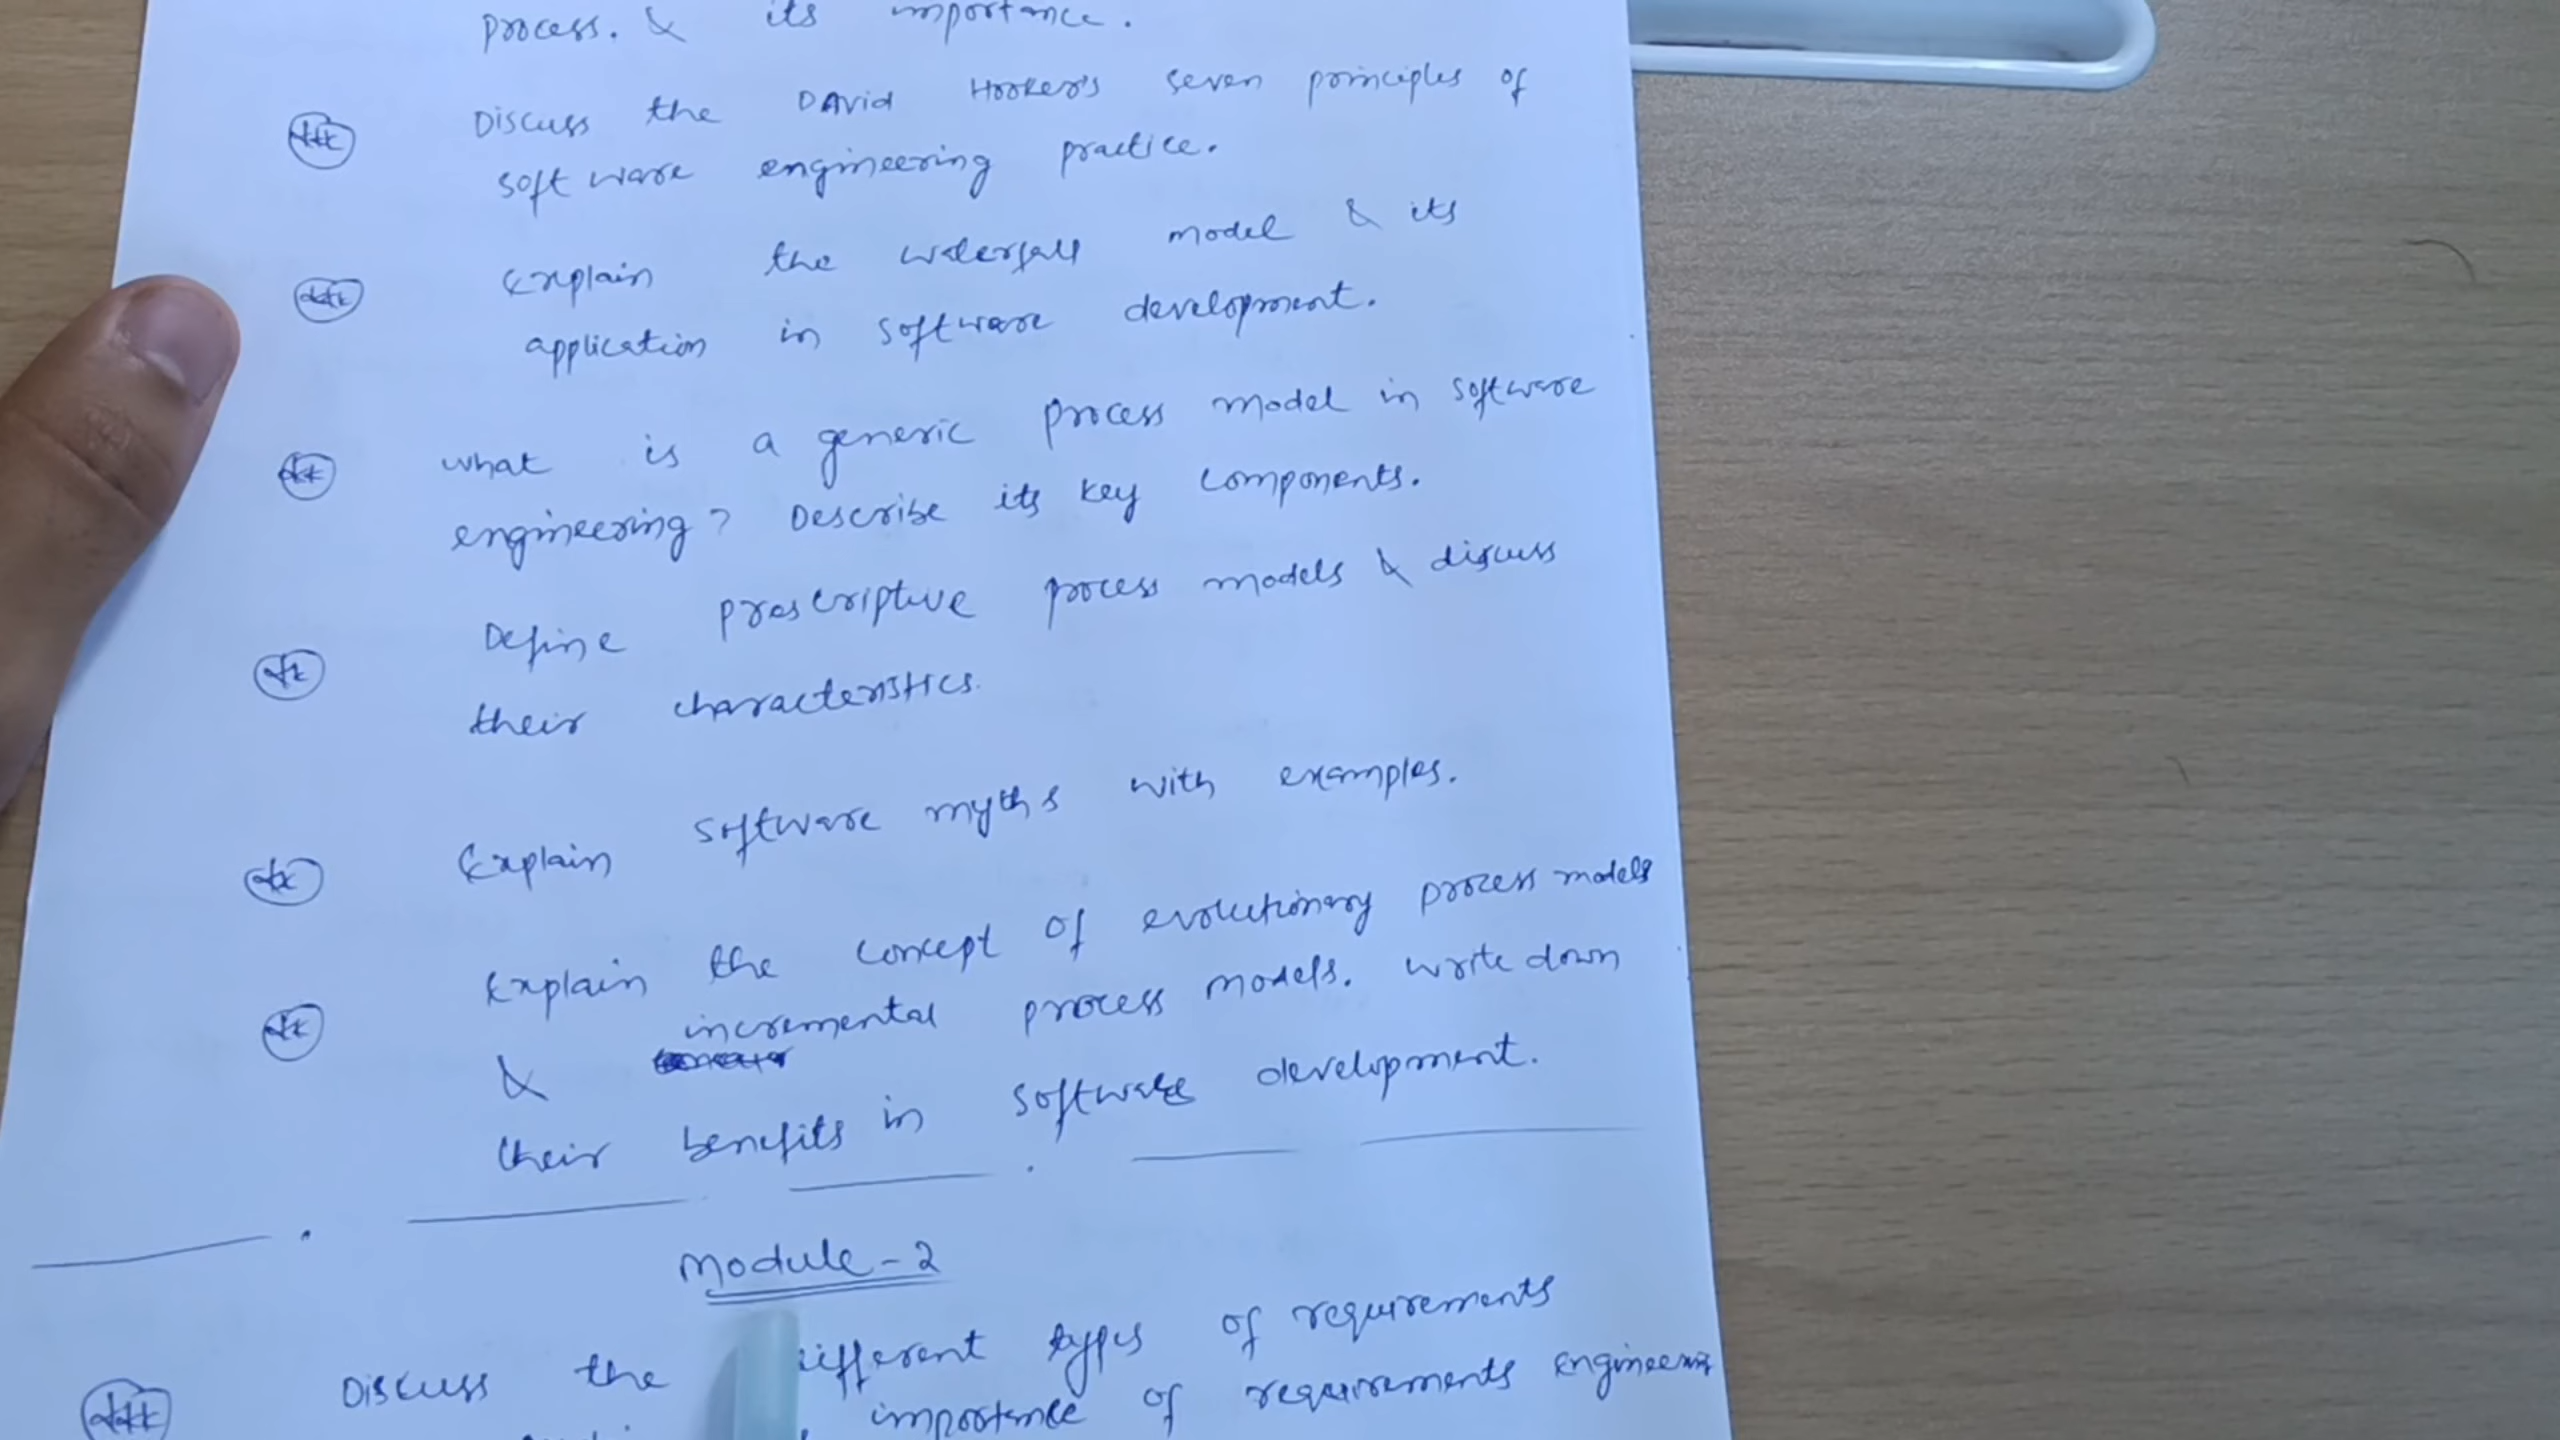 process. & its importance.
Discuss the David Hooker's seven principles of
software engineering practice.
Explain the waterfall model & its
application in software development.
What is a generic process model in software
engineering? Describe its key components.
Define prescriptive process models & discuss
their characteristics.
Explain software myths with examples.
Explain the concept of evolutionary process models
& incremental process models. write down
their benefits in software development.
Module-2
Discuss the different types of requirements
importance of requirements Engineering